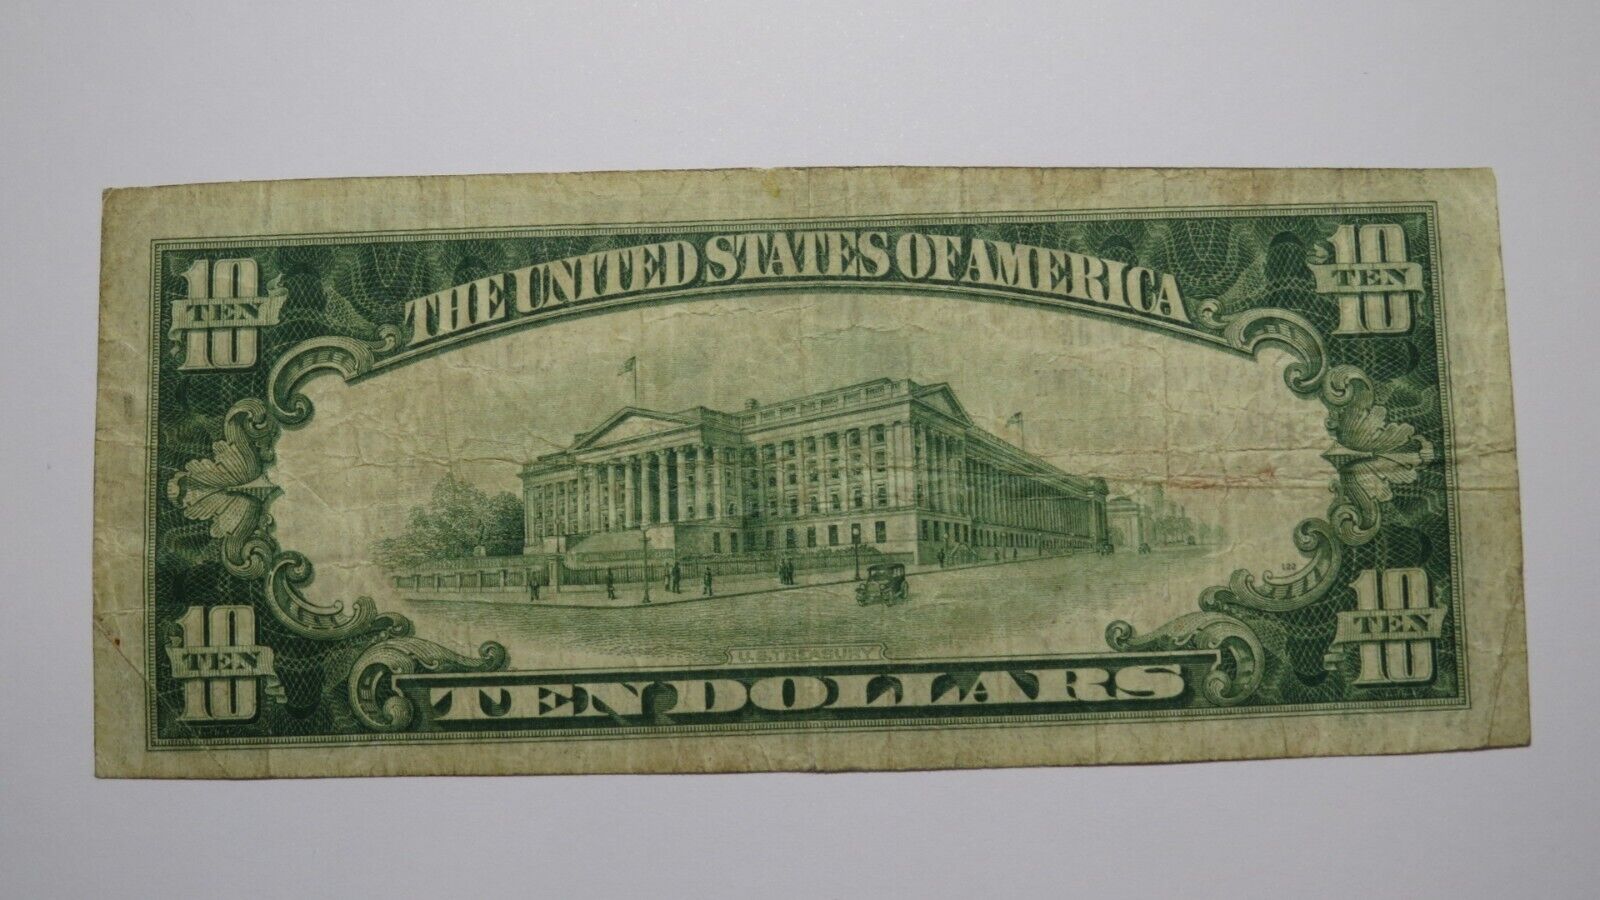 10 TEN 10
THE UNITED STATES OF AMERICA
10 TEN 10
122
10 TEN 10
U.S. TREASURY
10 TEN 10
TEN DOLLARS